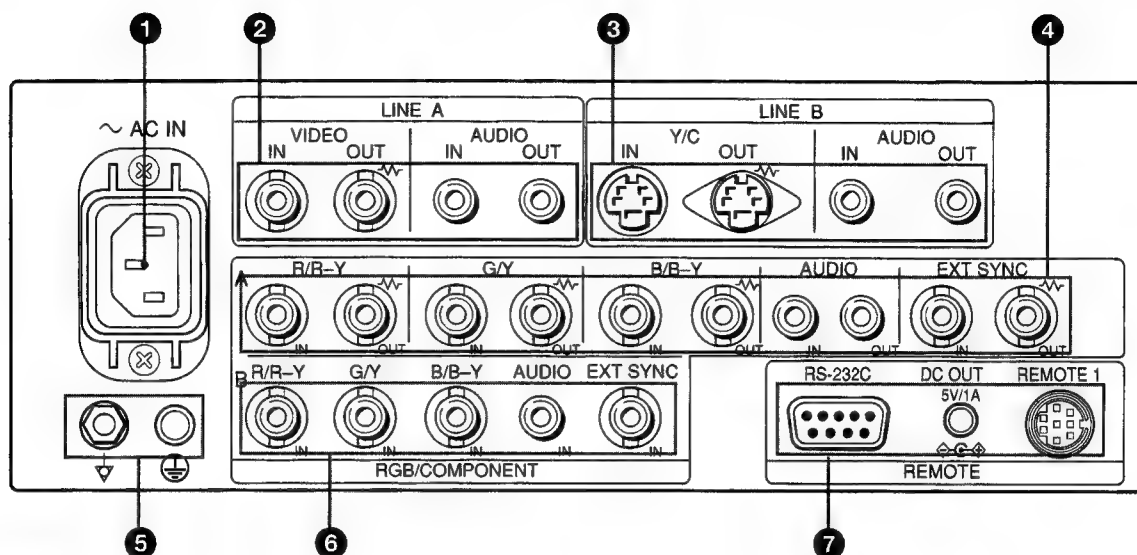 1 2 3 4
LINE A LINE B
∼ AC IN VIDEO AUDIO Y/C AUDIO
IN OUT IN OUT IN OUT IN OUT
A R/R–Y G/Y B/B–Y AUDIO EXT SYNC
IN OUT IN OUT IN OUT IN OUT IN OUT
B R/R–Y G/Y B/B–Y AUDIO EXT SYNC RS-232C DC OUT REMOTE 1
5V/1A
IN IN IN IN IN
RGB/COMPONENT REMOTE
5 6 7